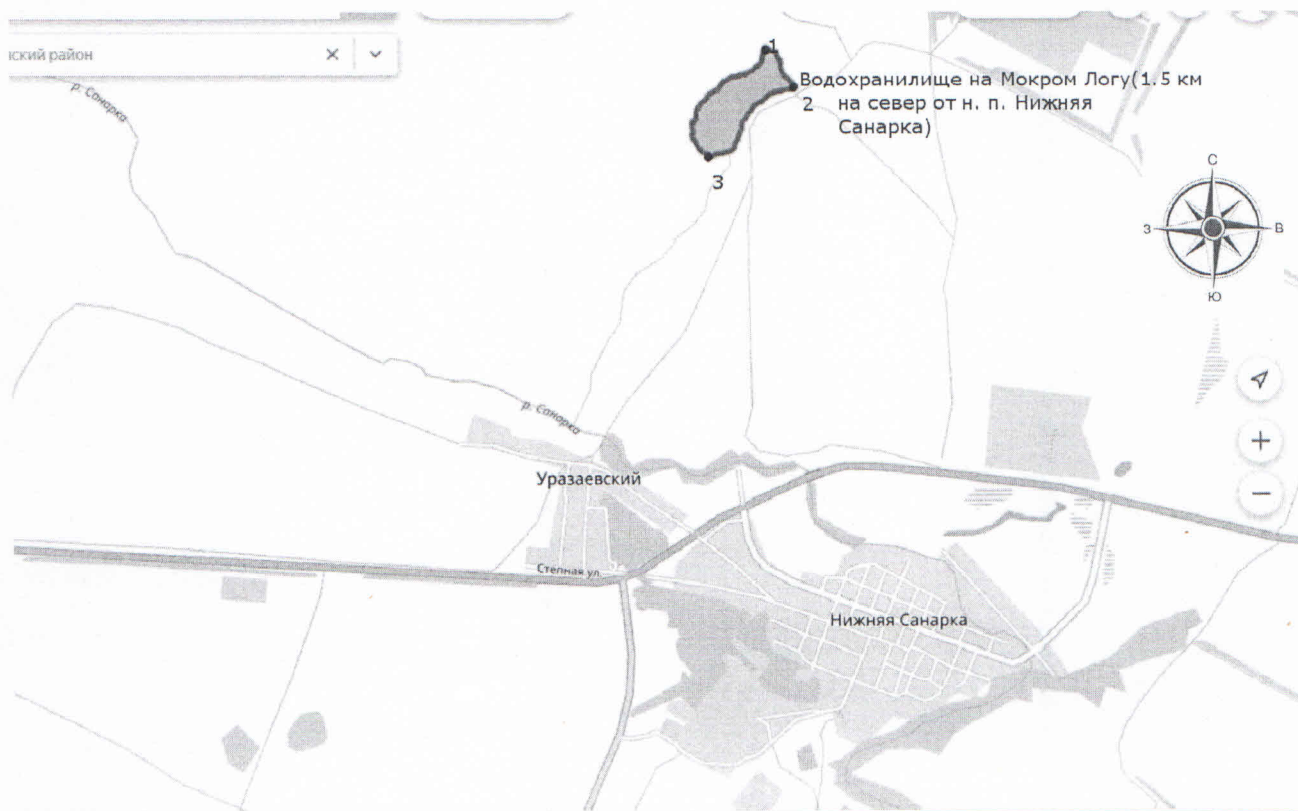 нский район
р. Санарка
1
Водохранилище на Мокром Логу(1.5 км
2 на север от н. п. Нижняя
Санарка)
3
С
З
В
Ю
р. Санарка
Уразаевский
Степная ул.
Нижняя Санарка